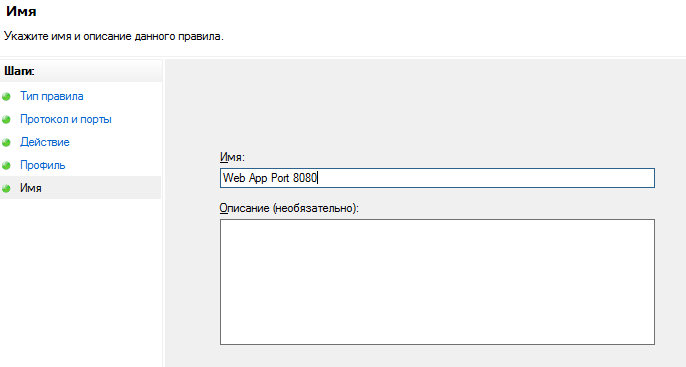 Имя
Укажите имя и описание данного правила.
Шаги:
Тип правила
Протокол и порты
Действие
Профиль
Имя
Имя:
Web App Port 8080
Описание (необязательно):